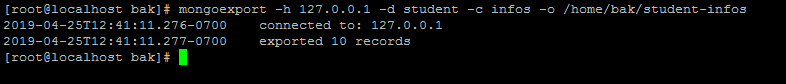 [root@localhost bak]# mongoexport -h 127.0.0.1 -d student -c infos -o /home/bak/student-infos
2019-04-25T12:41:11.276-0700    connected to: 127.0.0.1
2019-04-25T12:41:11.277-0700    exported 10 records
[root@localhost bak]#